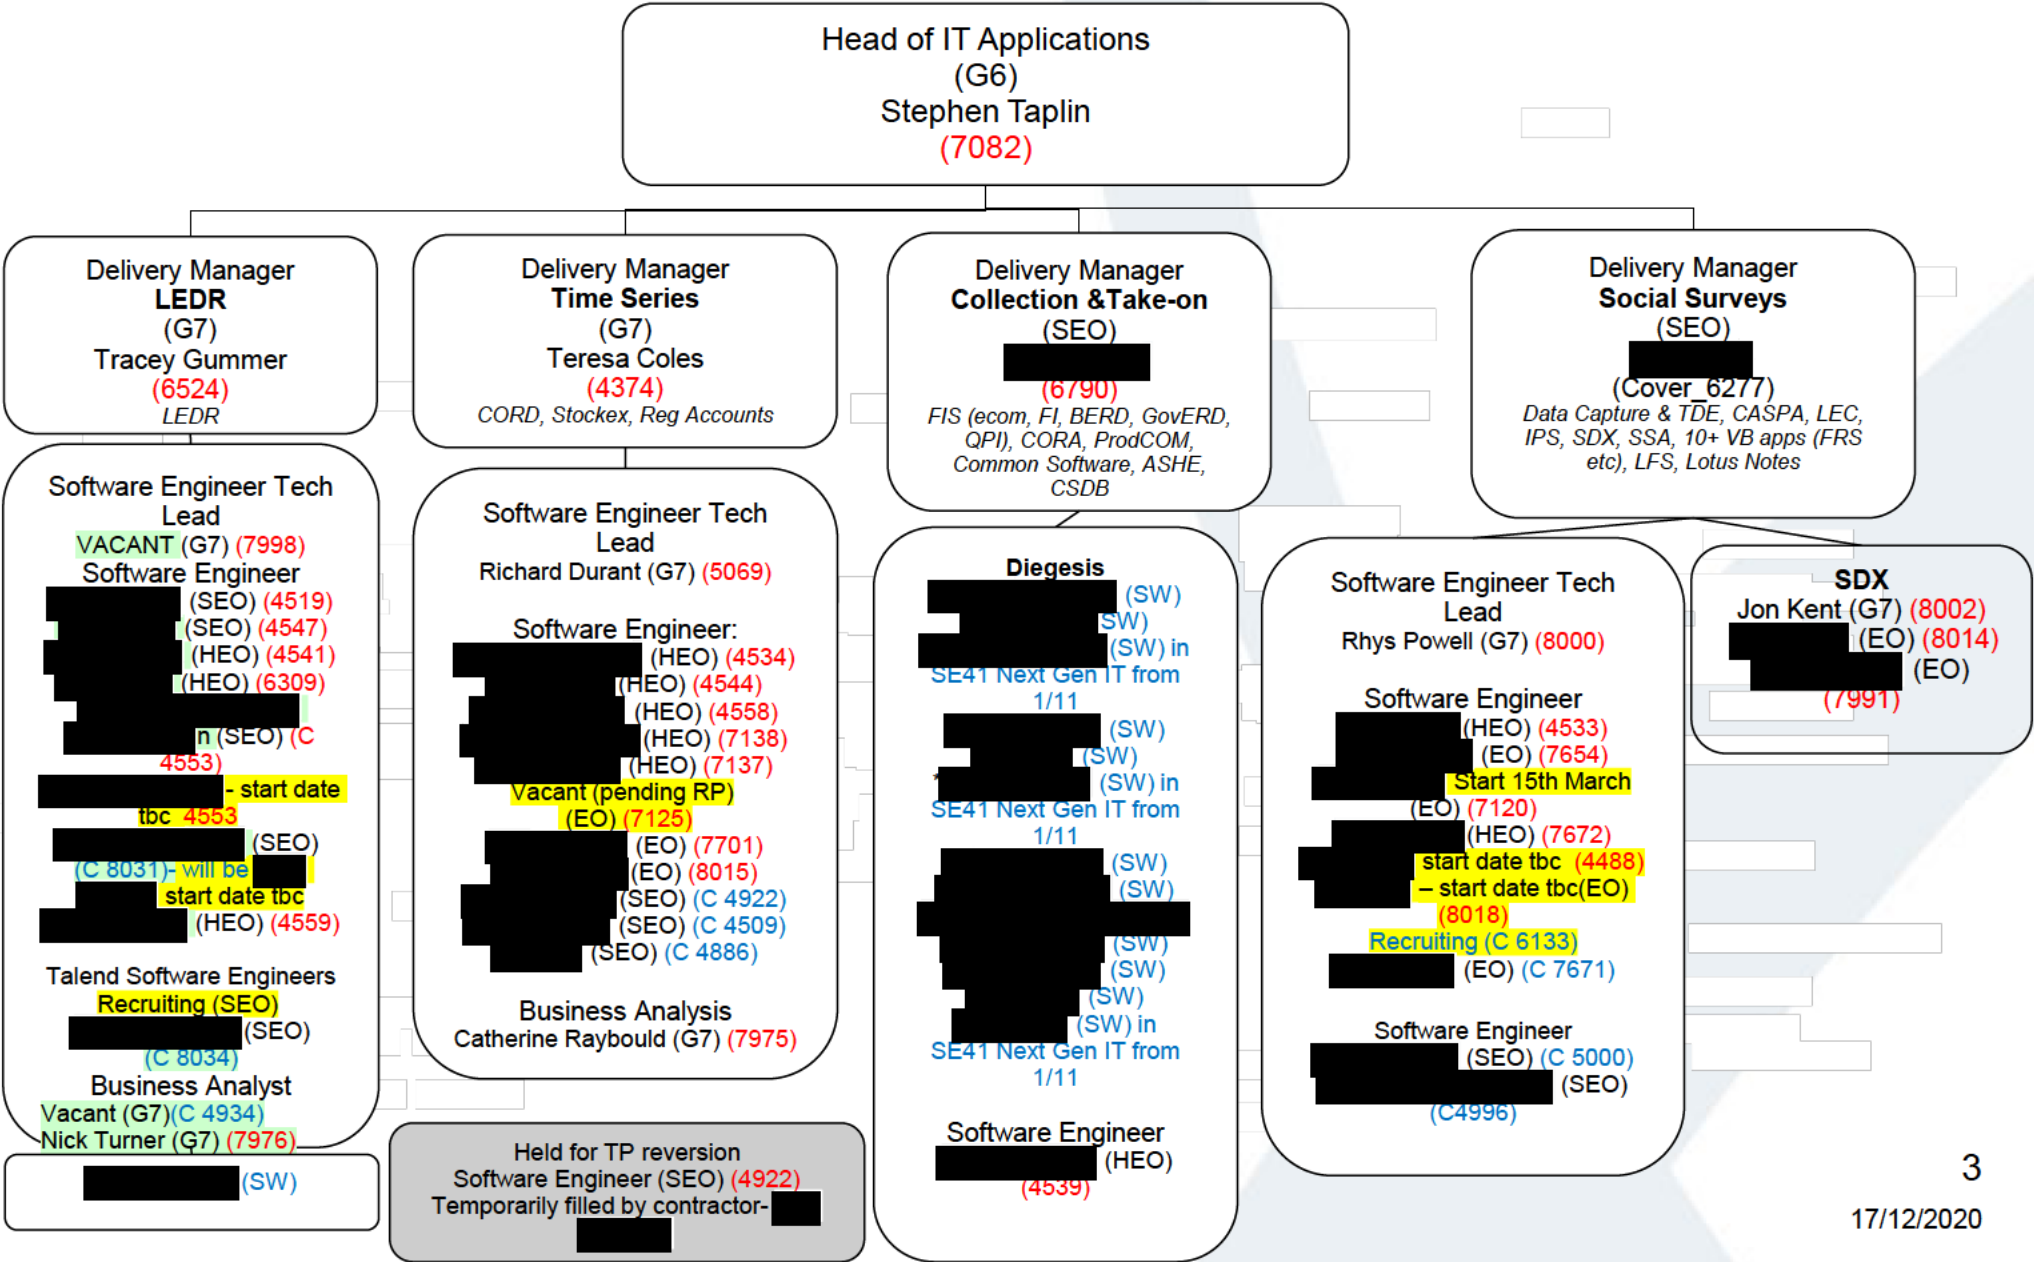 Head of IT Applications
(G6)
Stephen Taplin
(7082)
Delivery Manager
LEDR
(G7)
Tracey Gummer
(6524)
LEDR
Software Engineer Tech
Lead
VACANT (G7) (7998)
Software Engineer
(SEO) (4519)
(SEO) (4547)
(HEO) (4541)
(HEO) (6309)
n (SEO) (C
4553)
- start date
tbc 4553
(SEO)
(C 8031)- will be
start date tbc
(HEO) (4559)
Talend Software Engineers
Recruiting (SEO)
(SEO)
(C 8034)
Business Analyst
Vacant (G7)(C 4934)
Nick Turner (G7) (7976)
(SW)
Delivery Manager
Time Series
(G7)
Teresa Coles
(4374)
CORD, Stockex, Reg Accounts
Software Engineer Tech
Lead
Richard Durant (G7) (5069)
Software Engineer:
(HEO) (4534)
(HEO) (4544)
(HEO) (4558)
(HEO) (7138)
(HEO) (7137)
Vacant (pending RP)
(EO) (7125)
(EO) (7701)
(EO) (8015)
(SEO) (C 4922)
(SEO) (C 4509)
(SEO) (C 4886)
Business Analysis
Catherine Raybould (G7) (7975)
Held for TP reversion
Software Engineer (SEO) (4922)
Temporarily filled by contractor-
Delivery Manager
Collection &Take-on
(SEO)
(6790)
FIS (ecom, FI, BERD, GovERD,
QPI), CORA, ProdCOM,
Common Software, ASHE,
CSDB
Diegesis
(SW)
SW)
(SW) in
SE41 Next Gen IT from
1/11
(SW)
(SW)
* (SW) in
SE41 Next Gen IT from
1/11
(SW)
(SW)
(SW)
(SW)
(SW)
(SW) in
SE41 Next Gen IT from
1/11
Software Engineer
(HEO)
(4539)
Delivery Manager
Social Surveys
(SEO)
(Cover_6277)
Data Capture & TDE, CASPA, LEC,
IPS, SDX, SSA, 10+ VB apps (FRS
etc), LFS, Lotus Notes
Software Engineer Tech
Lead
Rhys Powell (G7) (8000)
Software Engineer
(HEO) (4533)
(EO) (7654)
Start 15th March
(EO) (7120)
(HEO) (7672)
start date tbc (4488)
– start date tbc(EO)
(8018)
Recruiting (C 6133)
(EO) (C 7671)
Software Engineer
(SEO) (C 5000)
(SEO)
(C4996)
SDX
Jon Kent (G7) (8002)
(EO) (8014)
(EO)
(7991)
3
17/12/2020